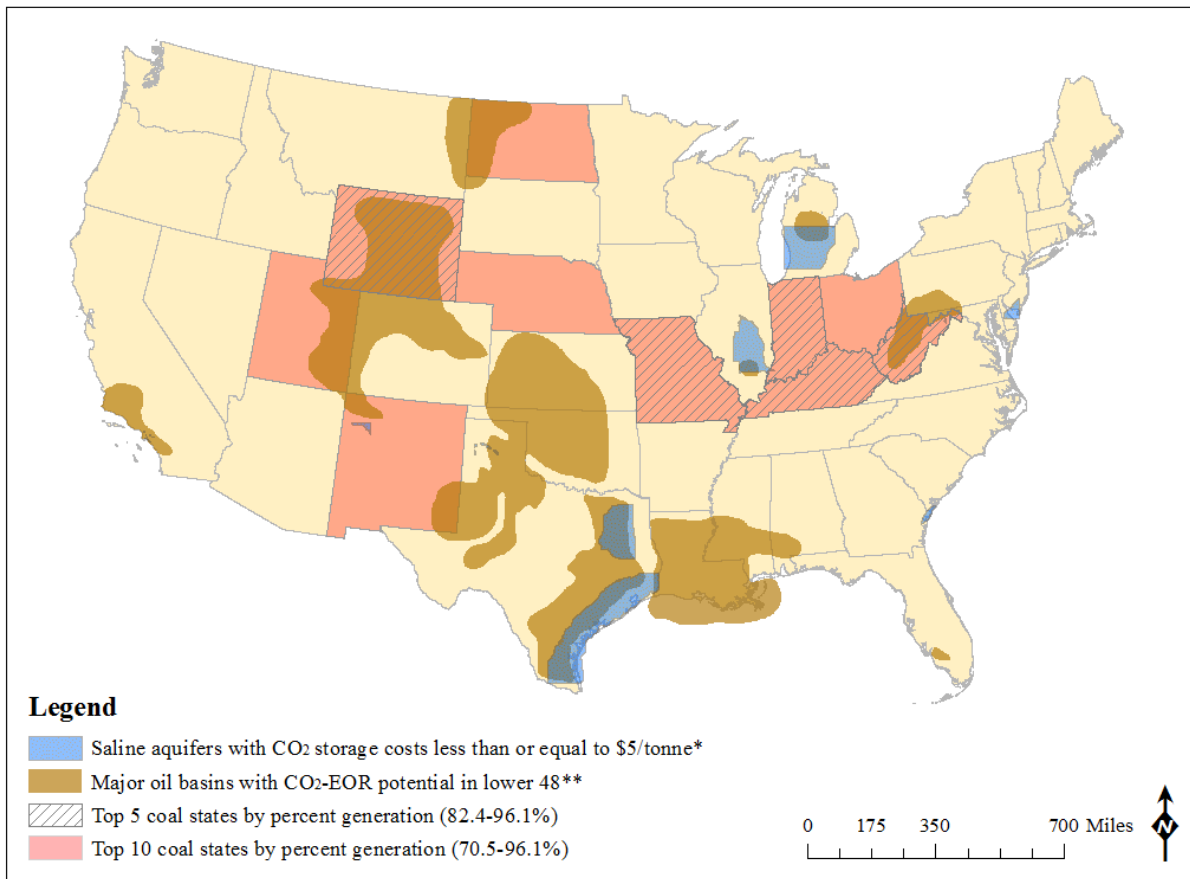 Legend
Saline aquifers with CO2 storage costs less than or equal to $5/tonne*
Major oil basins with CO2-EOR potential in lower 48**
Top 5 coal states by percent generation (82.4-96.1%)
Top 10 coal states by percent generation (70.5-96.1%)
0 175 350 700 Miles
N